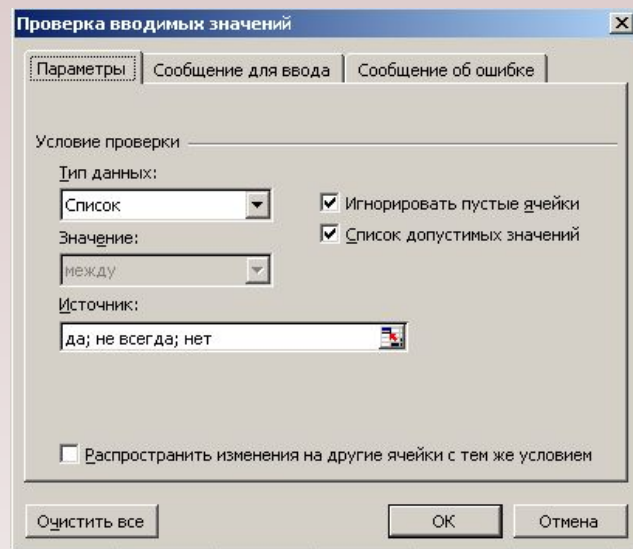 Проверка вводимых значений
Параметры Сообщение для ввода Сообщение об ошибке
Условие проверки
Тип данных:
Список
Игнорировать пустые ячейки
Значение:
Список допустимых значений
между
Источник:
да; не всегда; нет
Распространить изменения на другие ячейки с тем же условием
Очистить все ОК Отмена